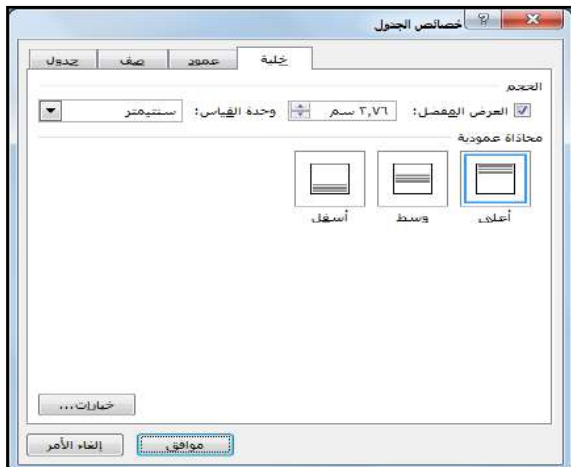 خصائص الجدول
جدول صف عمود خلية
الحجم
العرض المفضل: ٢,٧٦ سم وحدة القياس: سنتيمتر
محاذاة عمودية
أعلى وسط أسفل
خيارات...
موافق إلغاء الأمر